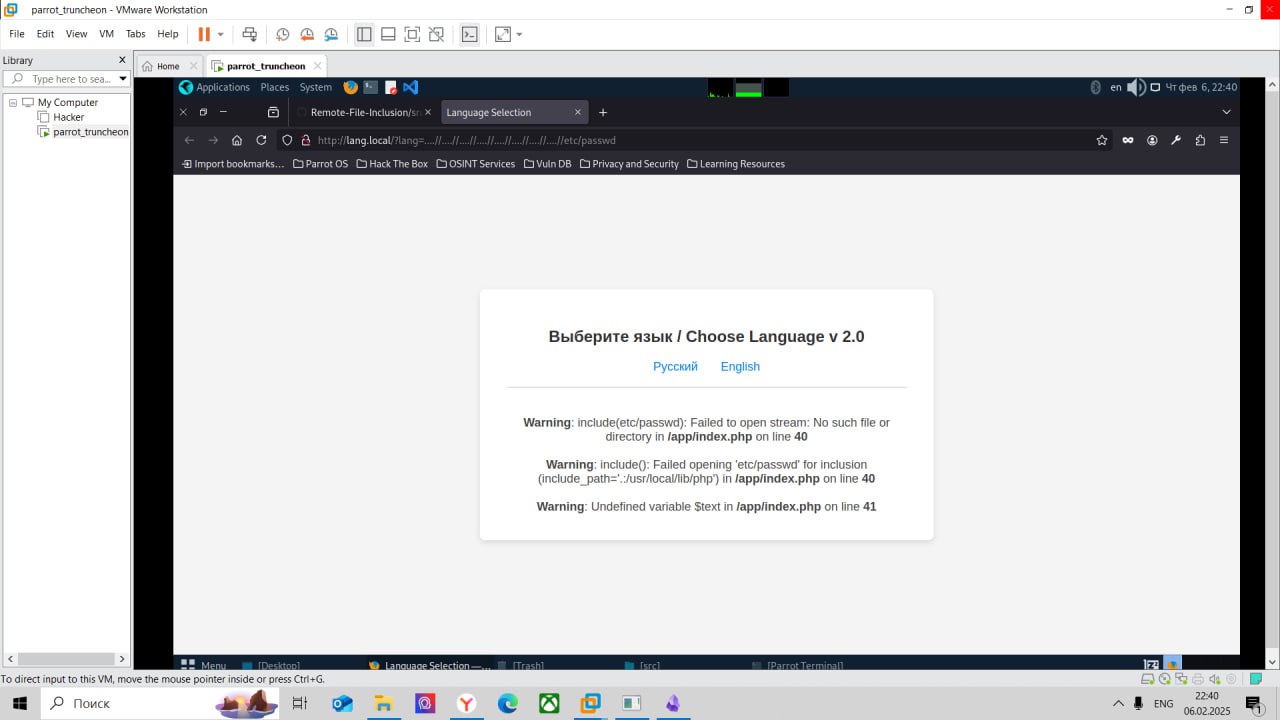 parrot_truncheon - VMware Workstation
File Edit View VM Tabs Help
Library
Type here to sea...
My Computer
Hacker
parrot_truncheon
Home
parrot_truncheon
Applications Places System
en
Чт фев 6, 22:40
Remote-File-Inclusion/sr
Language Selection
http://lang.local/?lang=....//....//....//....//....//....//....//....//....//etc/passwd
Import bookmarks... Parrot OS Hack The Box OSINT Services Vuln DB Privacy and Security Learning Resources
Выберите язык / Choose Language v 2.0
Русский English
Warning: include(etc/passwd): Failed to open stream: No such file or
directory in /app/index.php on line 40
Warning: include(): Failed opening 'etc/passwd' for inclusion
(include_path='.:/usr/local/lib/php') in /app/index.php on line 40
Warning: Undefined variable $text in /app/index.php on line 41
Menu [Desktop] Language Selection —... [Trash] [src] [Parrot Terminal]
To direct input to this VM, move the mouse pointer inside or press Ctrl+G.
Поиск
ENG
22:40
06.02.2025
1